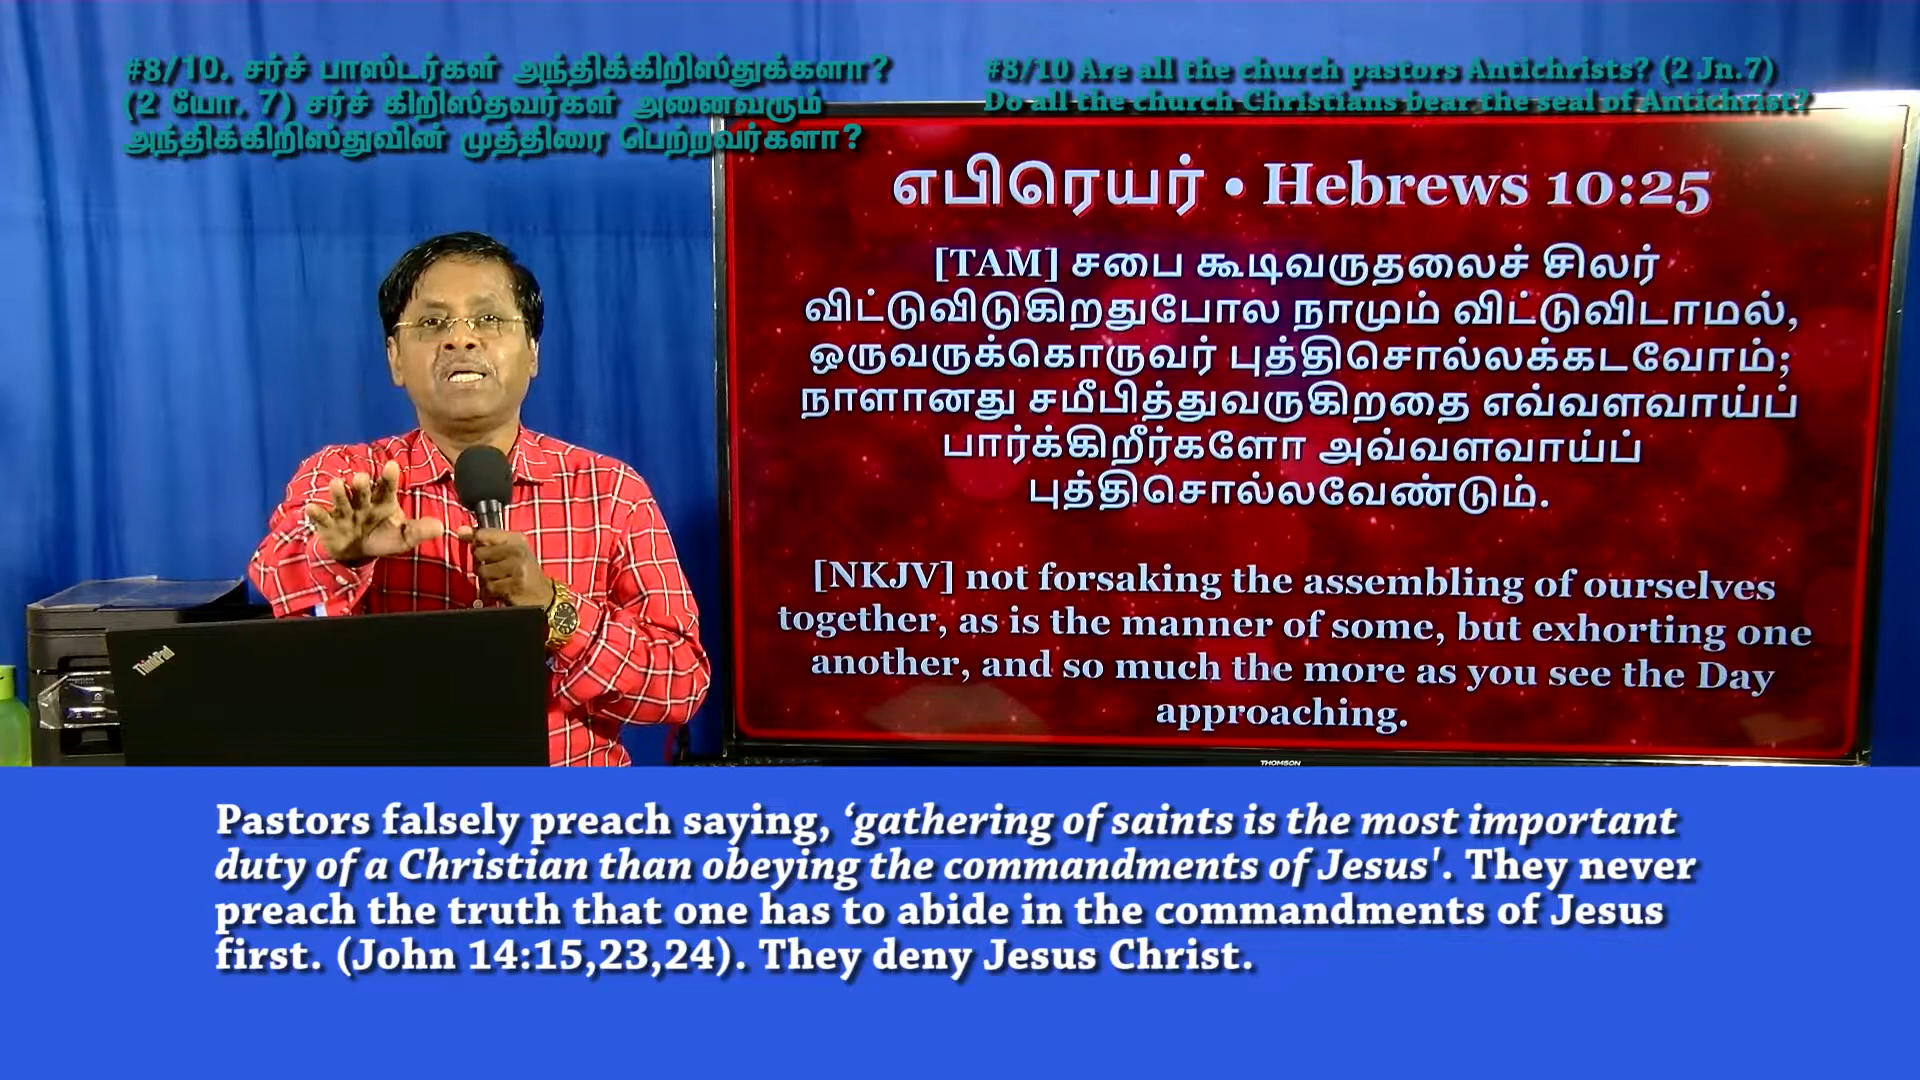 #8/10. சர்ச் பாஸ்டர்கள் அந்திக்கிறிஸ்துக்களா?
(2 யோ, 7) சர்ச் கிறிஸ்தவர்கள் அனைவரும்
அந்திக்கிறிஸ்துவின் முத்திரை பெற்றவர்களா?
#8/10 Are all the church pastors Antichrists? (2 Jn.7)
Do all the church Christians bear the seal of Antichrist?
எபிரெயர் • Hebrews 10:25
[TAM] சபை கூடிவருதலைச் சிலர்
விட்டுவிடுகிறதுபோல நாமும் விட்டுவிடாமல்,
ஒருவருக்கொருவர் புத்திசொல்லக்கடவோம்;
நாளானது சமீபித்துவருகிறதை எவ்வளவாய்ப்
பார்க்கிறீர்களோ அவ்வளவாய்ப்
புத்திசொல்லவேண்டும்.
[NKJV] not forsaking the assembling of ourselves
together, as is the manner of some, but exhorting one
another, and so much the more as you see the Day
approaching.
ThinkPad
THOMSON
Pastors falsely preach saying, ‘gathering of saints is the most important
duty of a Christian than obeying the commandments of Jesus'. They never
preach the truth that one has to abide in the commandments of Jesus
first. (John 14:15,23,24). They deny Jesus Christ.